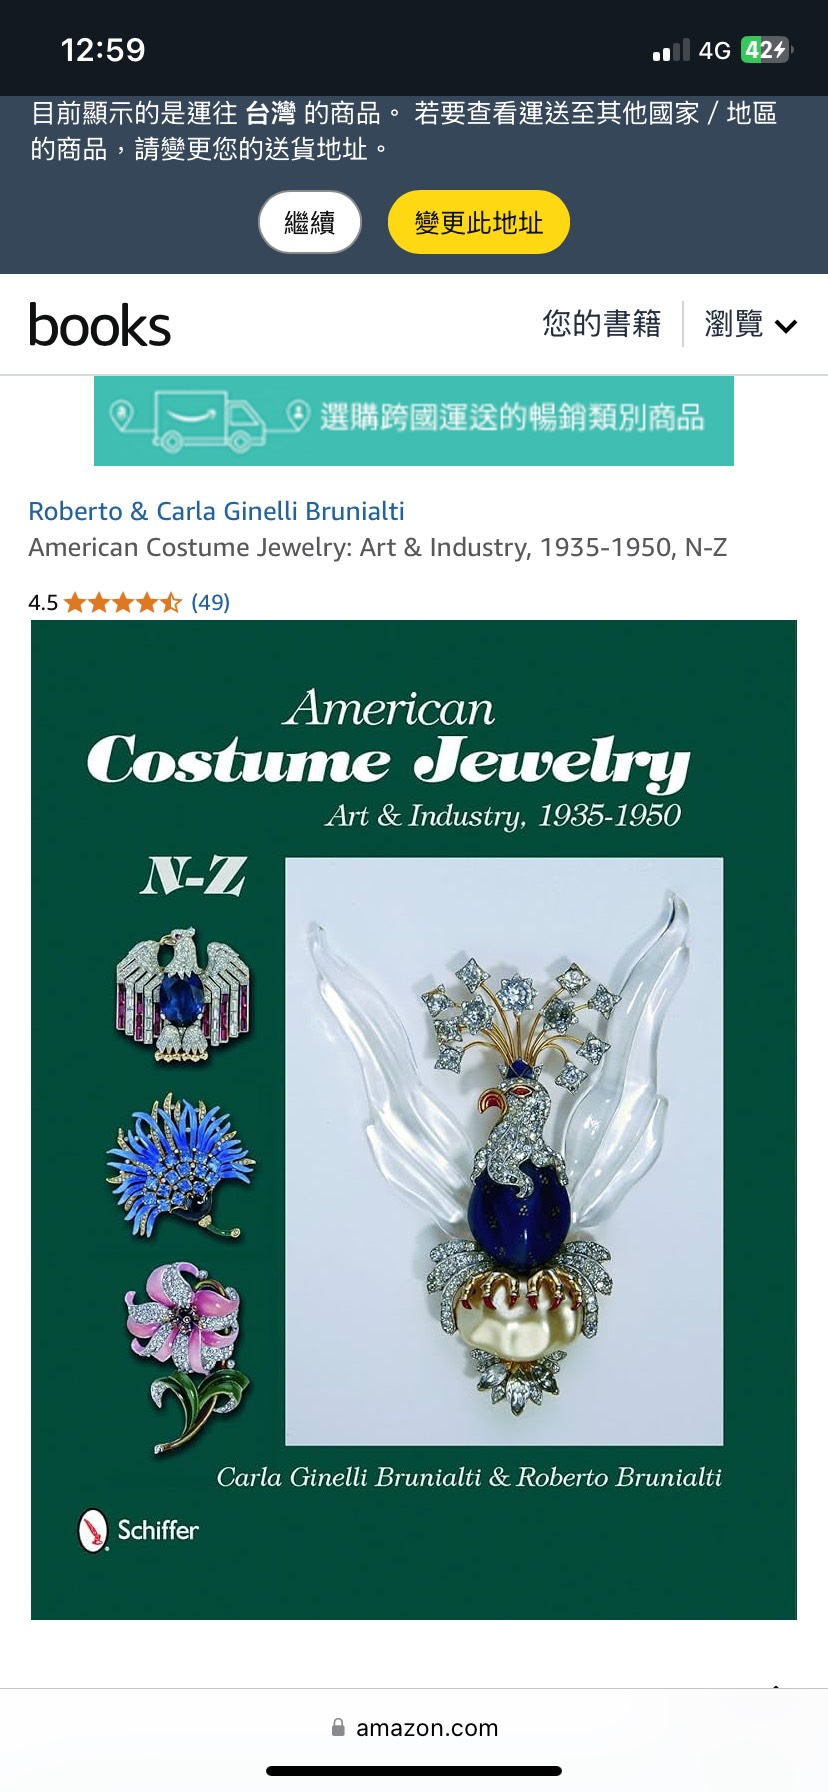 12:59
4G 42
目前顯示的是運往 台灣 的商品。 若要查看運送至其他國家 / 地區
的商品，請變更您的送貨地址。
繼續 變更此地址
books
您的書籍 瀏覽
選購跨國運送的暢銷類別商品
Roberto & Carla Ginelli Brunialti
American Costume Jewelry: Art & Industry, 1935-1950, N-Z
4.5 (49)
American
Costume Jewelry
Art & Industry, 1935-1950
N-Z
Carla Ginelli Brunialti & Roberto Brunialti
Schiffer
amazon.com